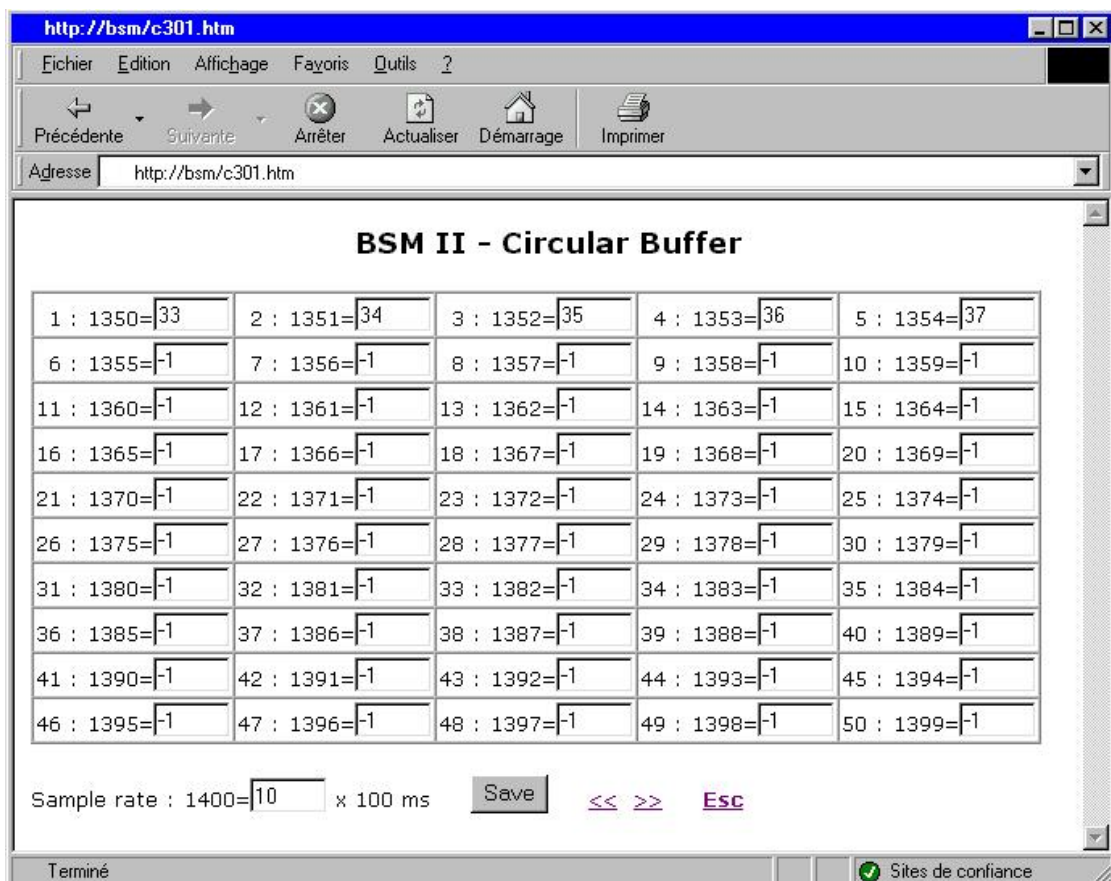 http://bsm/c301.htm
Fichier Edition Affichage Favoris Outils ?
Précédente Suivante Arrêter Actualiser Démarrage Imprimer
Adresse http://bsm/c301.htm
BSM II - Circular Buffer
1 : 1350=33 2 : 1351=34 3 : 1352=35 4 : 1353=36 5 : 1354=37
6 : 1355=-1 7 : 1356=-1 8 : 1357=-1 9 : 1358=-1 10 : 1359=-1
11 : 1360=-1 12 : 1361=-1 13 : 1362=-1 14 : 1363=-1 15 : 1364=-1
16 : 1365=-1 17 : 1366=-1 18 : 1367=-1 19 : 1368=-1 20 : 1369=-1
21 : 1370=-1 22 : 1371=-1 23 : 1372=-1 24 : 1373=-1 25 : 1374=-1
26 : 1375=-1 27 : 1376=-1 28 : 1377=-1 29 : 1378=-1 30 : 1379=-1
31 : 1380=-1 32 : 1381=-1 33 : 1382=-1 34 : 1383=-1 35 : 1384=-1
36 : 1385=-1 37 : 1386=-1 38 : 1387=-1 39 : 1388=-1 40 : 1389=-1
41 : 1390=-1 42 : 1391=-1 43 : 1392=-1 44 : 1393=-1 45 : 1394=-1
46 : 1395=-1 47 : 1396=-1 48 : 1397=-1 49 : 1398=-1 50 : 1399=-1
Sample rate : 1400=10 x 100 ms Save << >> Esc
Terminé Sites de confiance